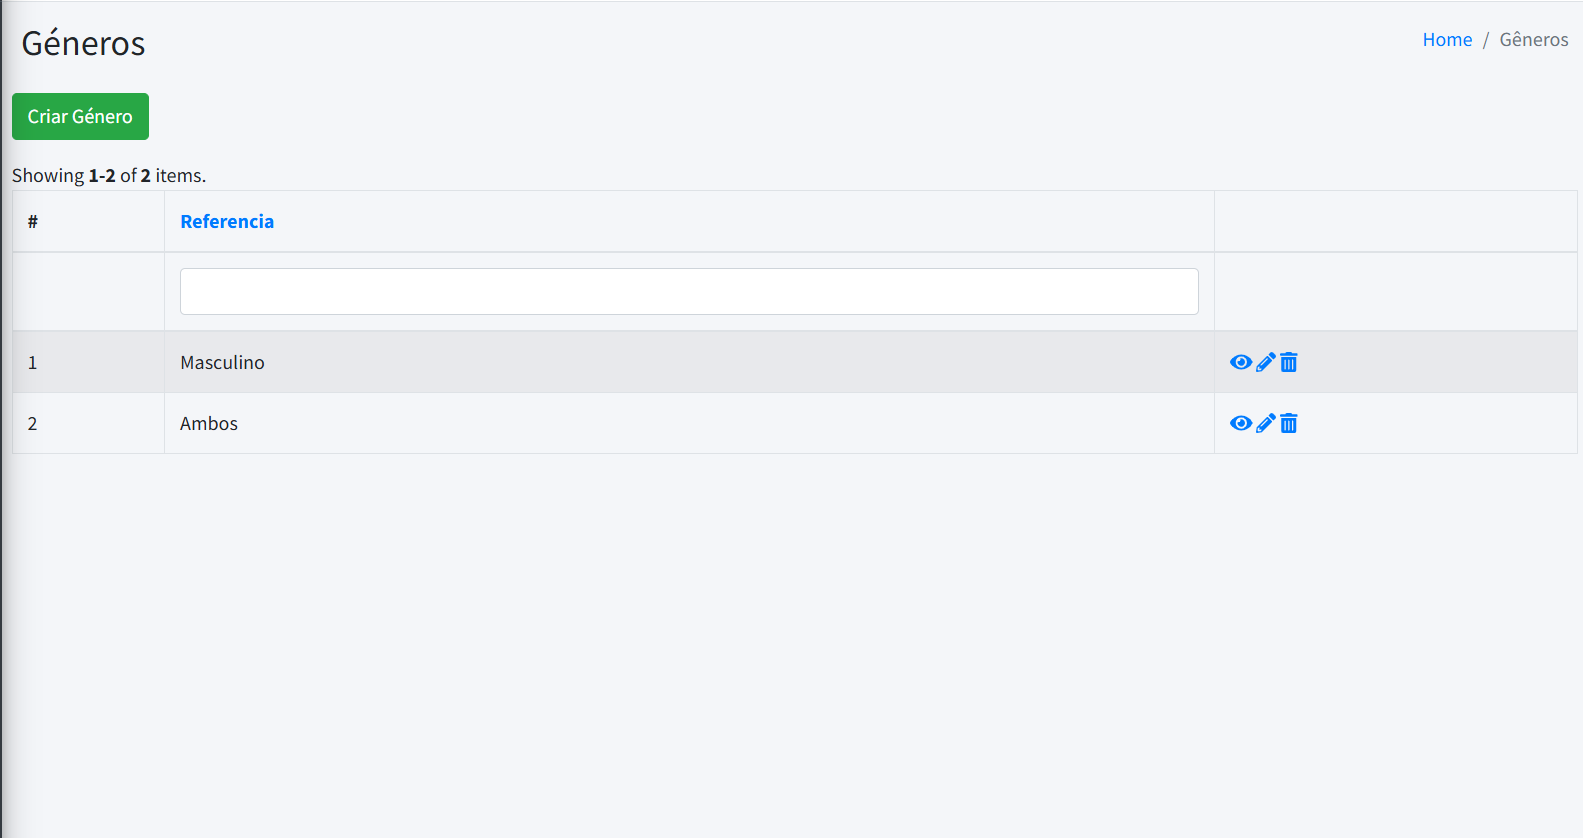 Géneros
Home / Gêneros
Criar Género
Showing 1-2 of 2 items.
# Referencia
1 Masculino
2 Ambos